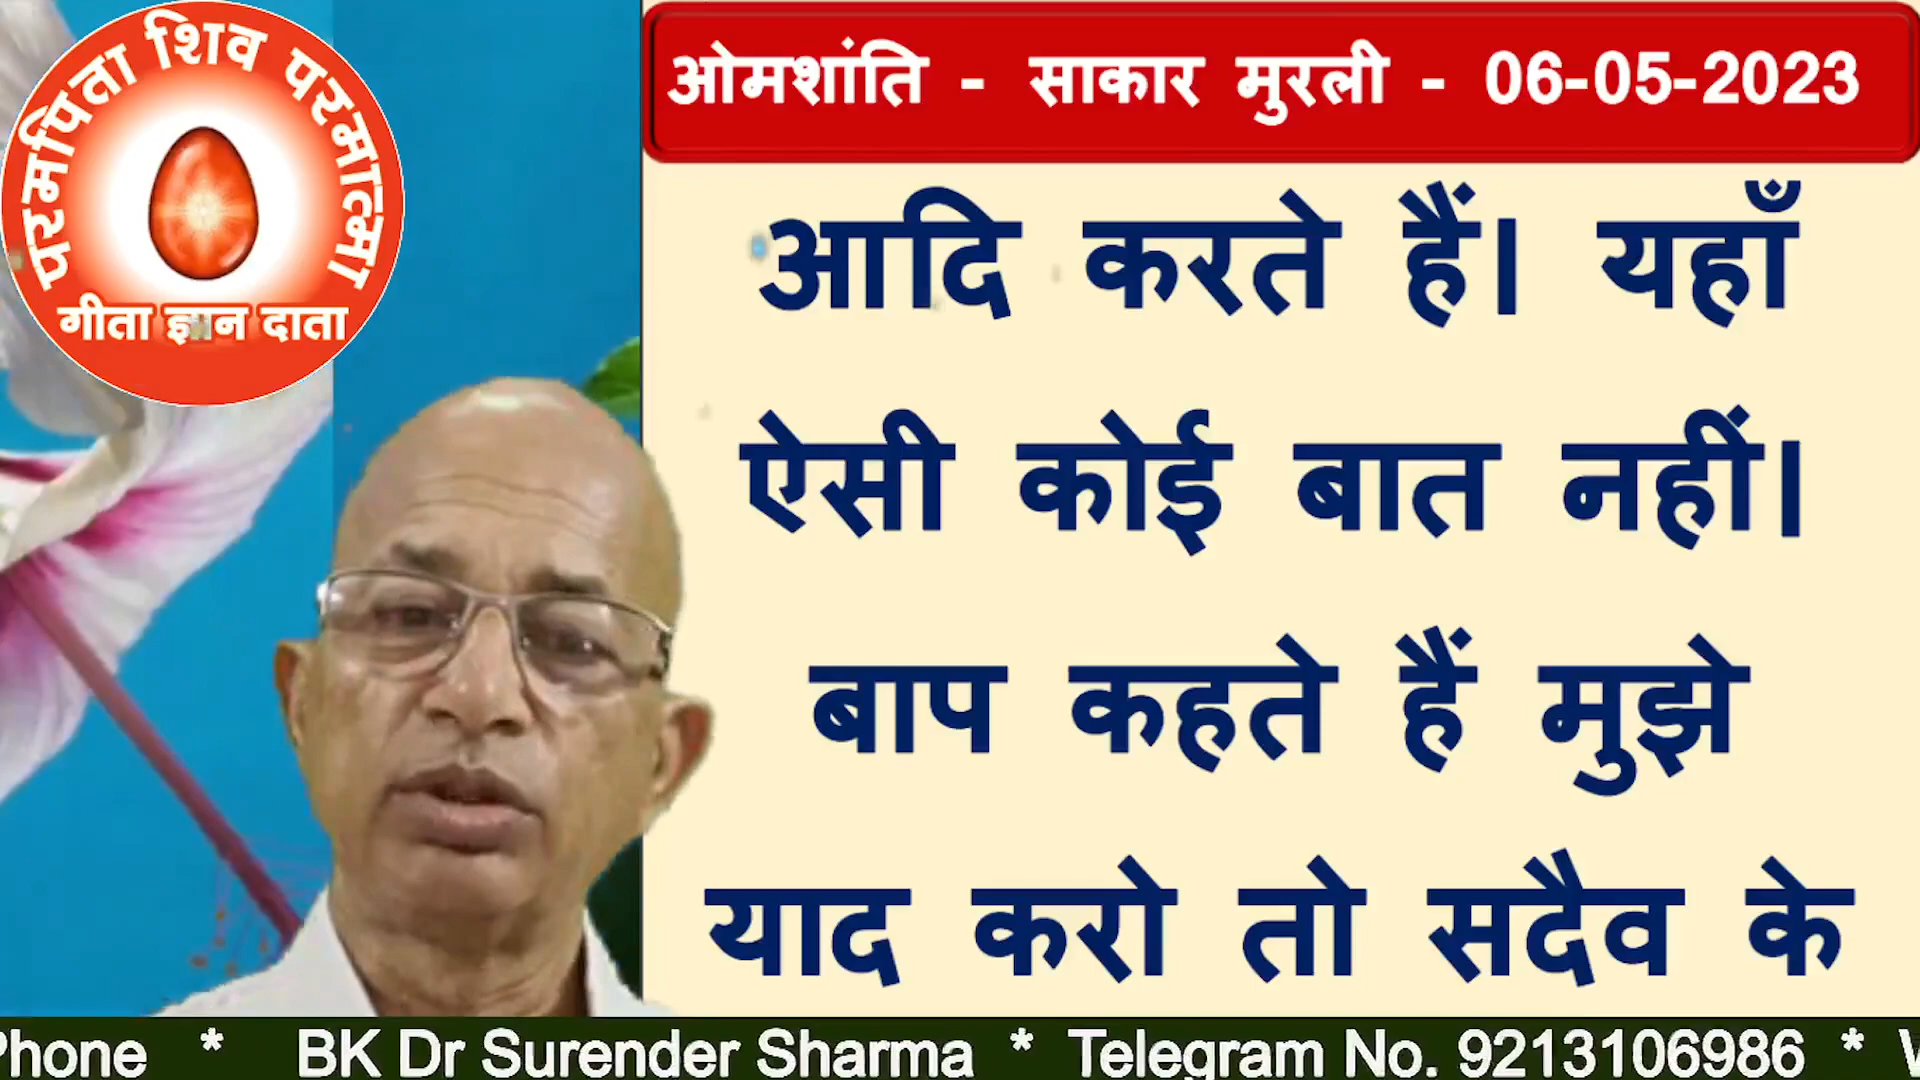 परमपिता शिव परमात्मा
गीता ज्ञान दाता
ओमशांति - साकार मुरली - 06-05-2023
आदि करते हैं। यहाँ
ऐसी कोई बात नहीं।
बाप कहते हैं मुझे
याद करो तो सदैव के
Phone * BK Dr Surender Sharma * Telegram No. 9213106986 *